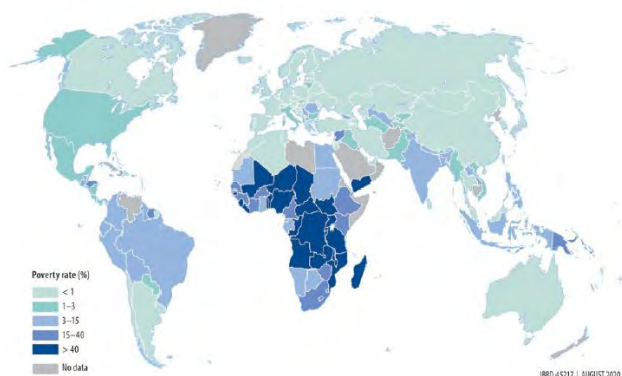 Poverty rate (%)
< 1
1–3
3–15
15–40
> 40
No data
IBRD 45217 | AUGUST 2020